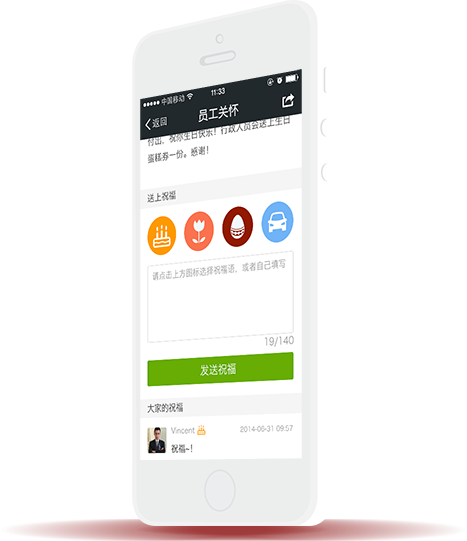 中国移动 11:33
返回 员工关怀
付出，祝你生日快乐！行政人员会送上生日
蛋糕券一份。感谢！
送上祝福
请点击上方图标选择祝福语，或者自己填写
19/140
发送祝福
大家的祝福
Vincent 2014-08-31 09:57
祝福~！